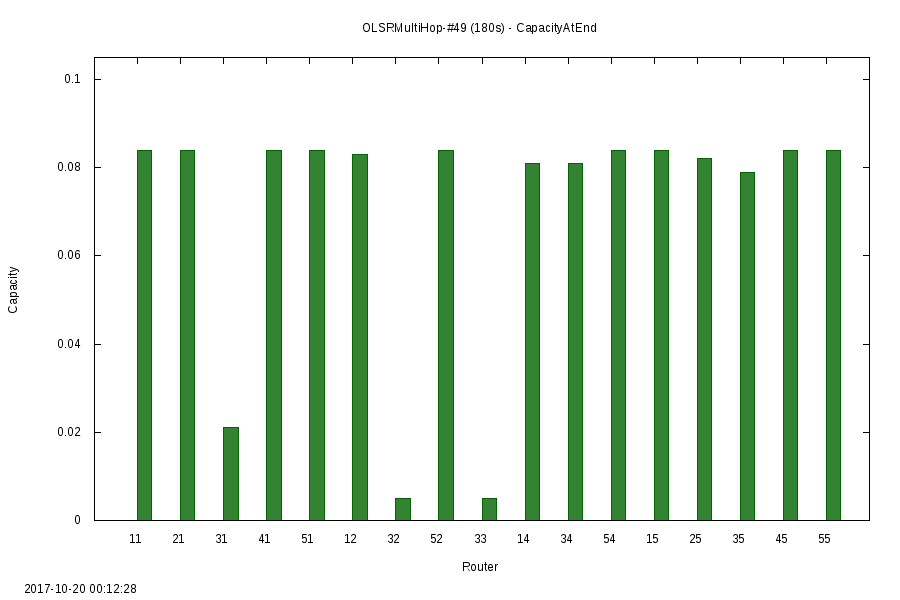 OLSRMultiHop-#49 (180s) - CapacityAtEnd
0.1
0.08
0.06
0.04
0.02
0
Capacity
11 21 31 41 51 12 32 52 33 14 34 54 15 25 35 45 55
Router
2017-10-20 00:12:28